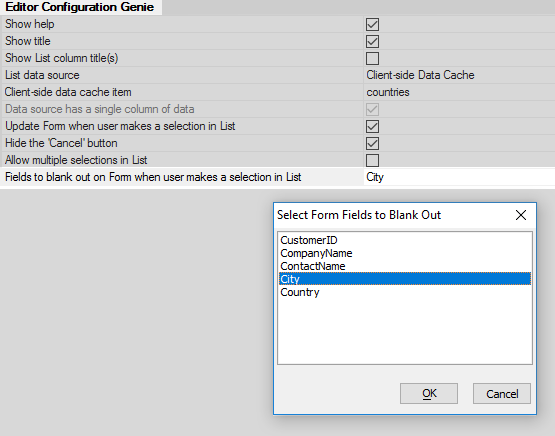 Editor Configuration Genie
Show help
Show title
Show List column title(s)
List data source Client-side Data Cache
Client-side data cache item countries
Data source has a single column of data
Update Form when user makes a selection in List
Hide the 'Cancel' button
Allow multiple selections in List
Fields to blank out on Form when user makes a selection in List City
Select Form Fields to Blank Out
CustomerID
CompanyName
ContactName
City
Country
OK Cancel